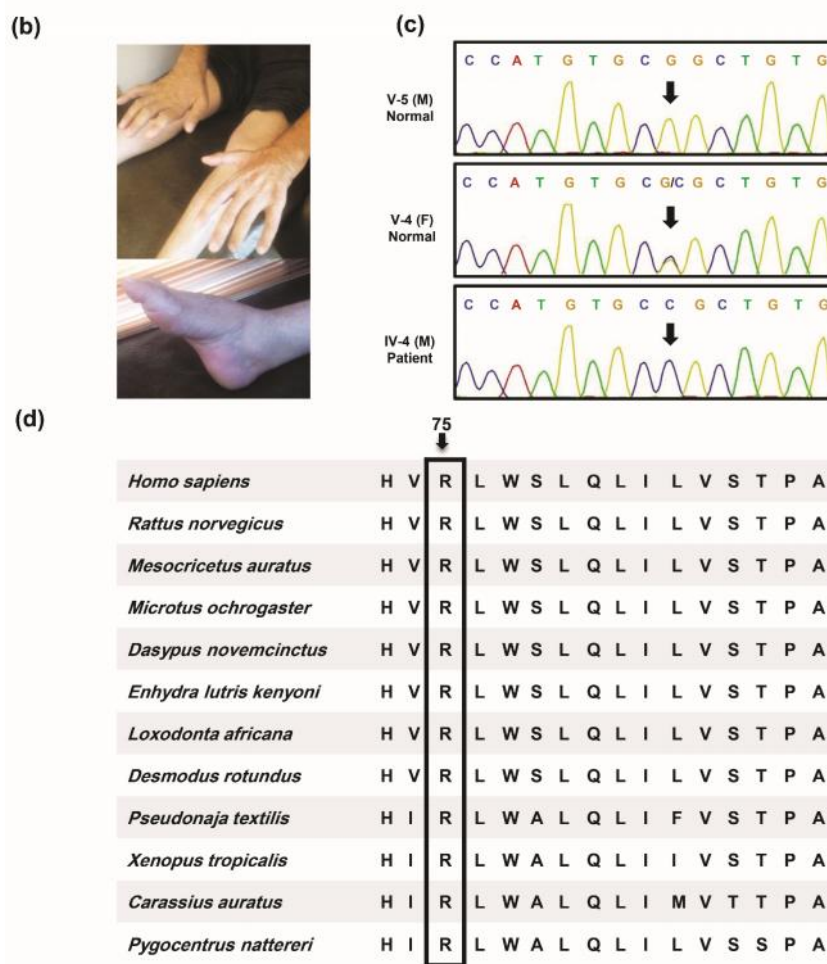 (b)
(c)
C C A T G T G C G G C T G T G
V-5 (M)
Normal
C C A T G T G C G/C G C T G T G
V-4 (F)
Normal
C C A T G T G C C G C T G T G
IV-4 (M)
Patient
(d)
75
Homo sapiens H V R L W S L Q L I L V S T P A
Rattus norvegicus H V R L W S L Q L I L V S T P A
Mesocricetus auratus H V R L W S L Q L I L V S T P A
Microtus ochrogaster H V R L W S L Q L I L V S T P A
Dasypus novemcinctus H V R L W S L Q L I L V S T P A
Enhydra lutris kenyoni H V R L W S L Q L I L V S T P A
Loxodonta africana H V R L W S L Q L I L V S T P A
Desmodus rotundus H V R L W S L Q L I L V S T P A
Pseudonaja textilis H I R L W A L Q L I F V S T P A
Xenopus tropicalis H I R L W A L Q L I I V S T P A
Carassius auratus H I R L W A L Q L I M V T T P A
Pygocentrus nattereri H I R L W A L Q L I L V S S P A